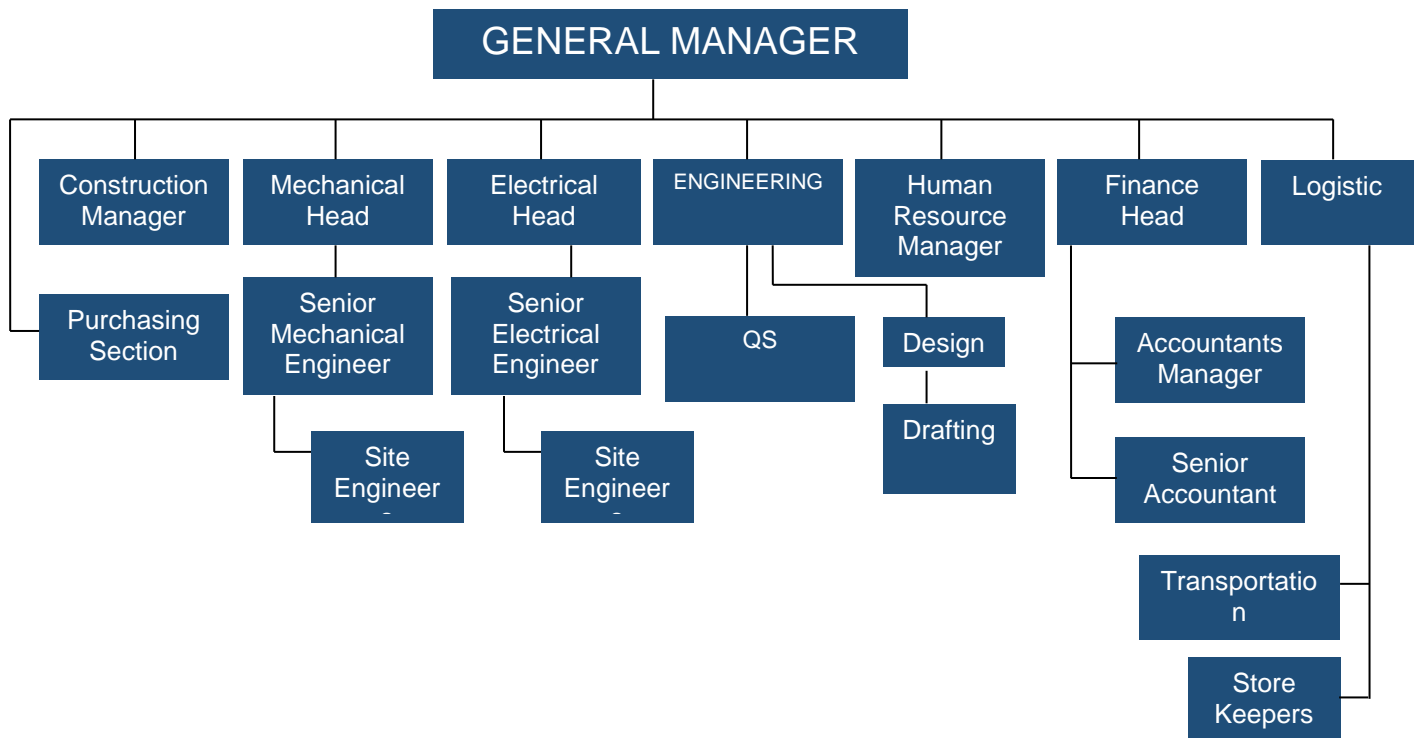 GENERAL MANAGER
Construction
Manager
Mechanical
Head
Electrical
Head
ENGINEERING
Human
Resource
Manager
Finance
Head
Logistic
Purchasing
Section
Senior
Mechanical
Engineer
Senior
Electrical
Engineer
QS
Design
Accountants
Manager
Drafting
Site
Engineer
Site
Engineer
Senior
Accountant
Transportatio
n
Store
Keepers